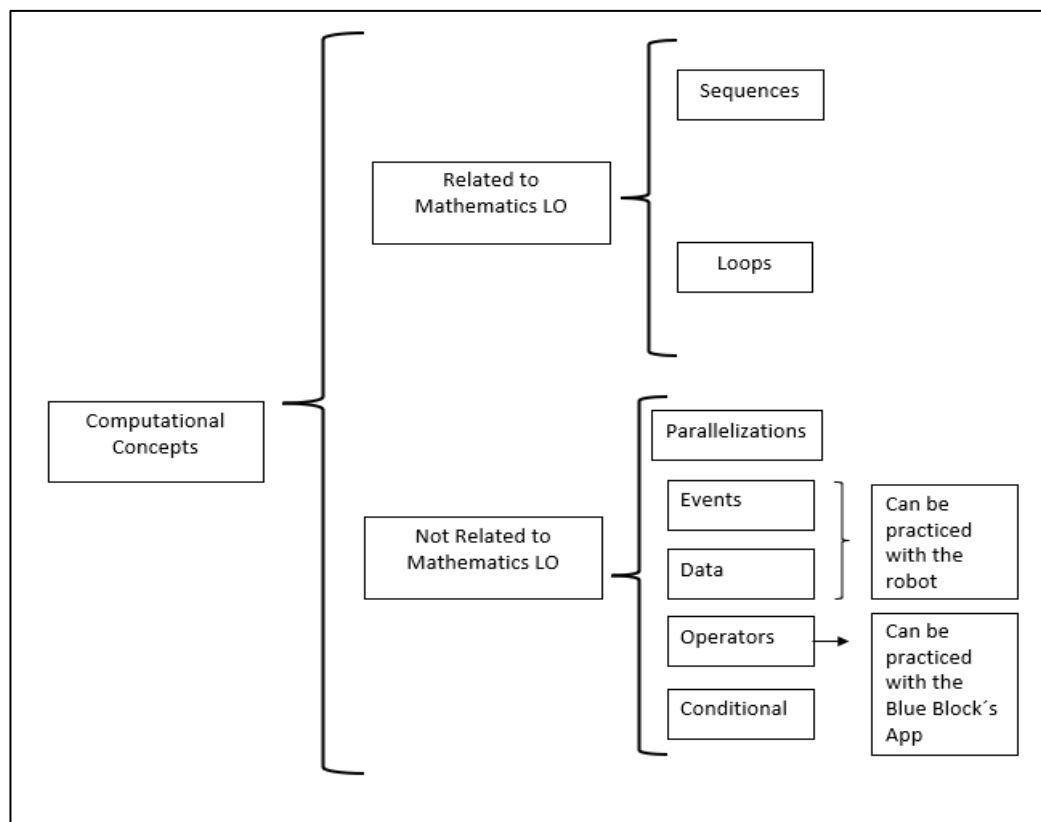 Computational
Concepts
Related to
Mathematics LO
Sequences
Loops
Not Related to
Mathematics LO
Parallelizations
Events
Data
Can be
practiced
with the
robot
Operators
Conditional
Can be
practiced
with the
Blue Block´s
App